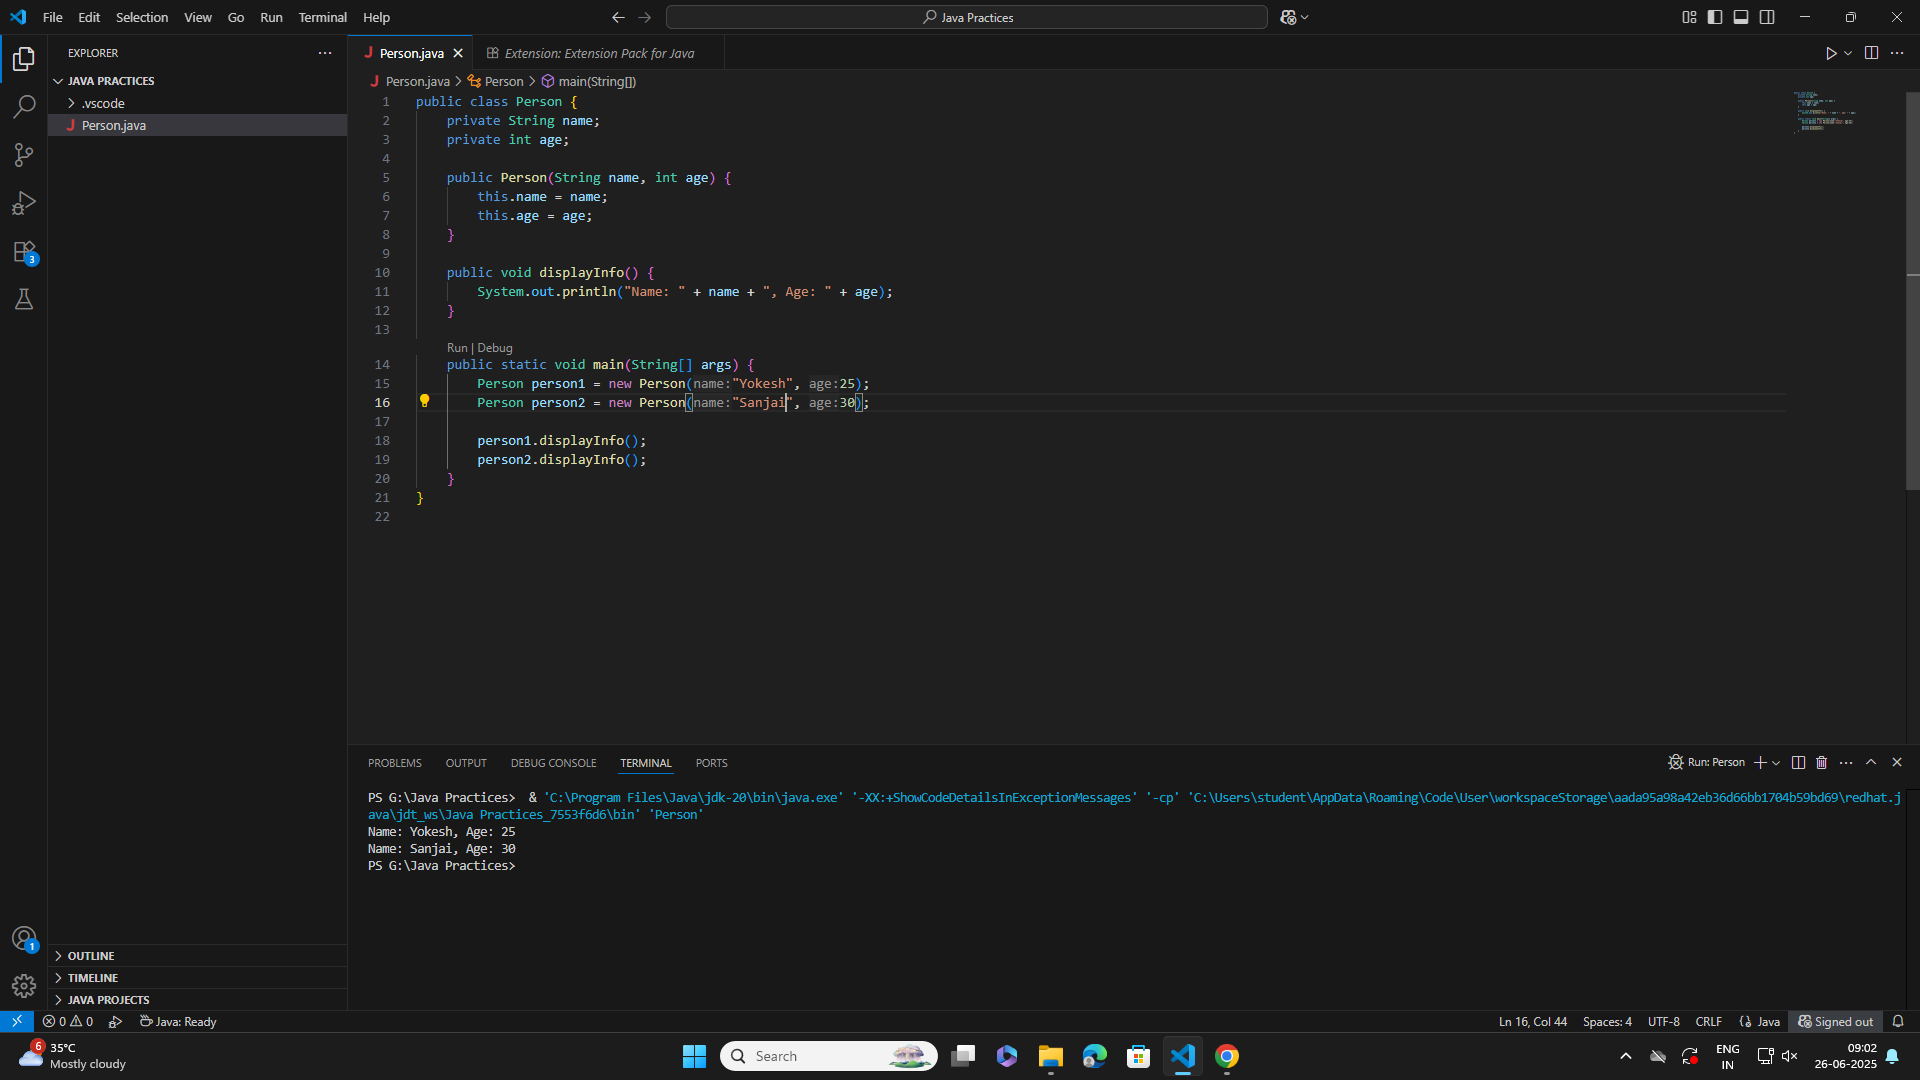 File Edit Selection View Go Run Terminal Help
Java Practices
EXPLORER
JAVA PRACTICES
.vscode
Person.java
3
1
OUTLINE
TIMELINE
JAVA PROJECTS
Person.java
Extension: Extension Pack for Java
Person.java > Person > main(String[])
1 public class Person {
2 private String name;
3 private int age;
4
5 public Person(String name, int age) {
6 this.name = name;
7 this.age = age;
8 }
9
10 public void displayInfo() {
11 System.out.println("Name: " + name + ", Age: " + age);
12 }
13
Run | Debug
14 public static void main(String[] args) {
15 Person person1 = new Person(name:"Yokesh", age:25);
16 Person person2 = new Person(name:"Sanjai", age:30);
17
18 person1.displayInfo();
19 person2.displayInfo();
20 }
21 }
22
PROBLEMS OUTPUT DEBUG CONSOLE TERMINAL PORTS
Run: Person
PS G:\Java Practices> & 'C:\Program Files\Java\jdk-20\bin\java.exe' '-XX:+ShowCodeDetailsInExceptionMessages' '-cp' 'C:\Users\student\AppData\Roaming\Code\User\workspaceStorage\aada95a98a42eb36d66bb1704b59bd69\redhat.j
ava\jdt_ws\Java Practices_7553f6d6\bin' 'Person'
Name: Yokesh, Age: 25
Name: Sanjai, Age: 30
PS G:\Java Practices>
0 0 Java: Ready
Ln 16, Col 44 Spaces: 4 UTF-8 CRLF {} Java Signed out
6
35°C
Mostly cloudy
Search
ENG
IN
09:02
26-06-2025